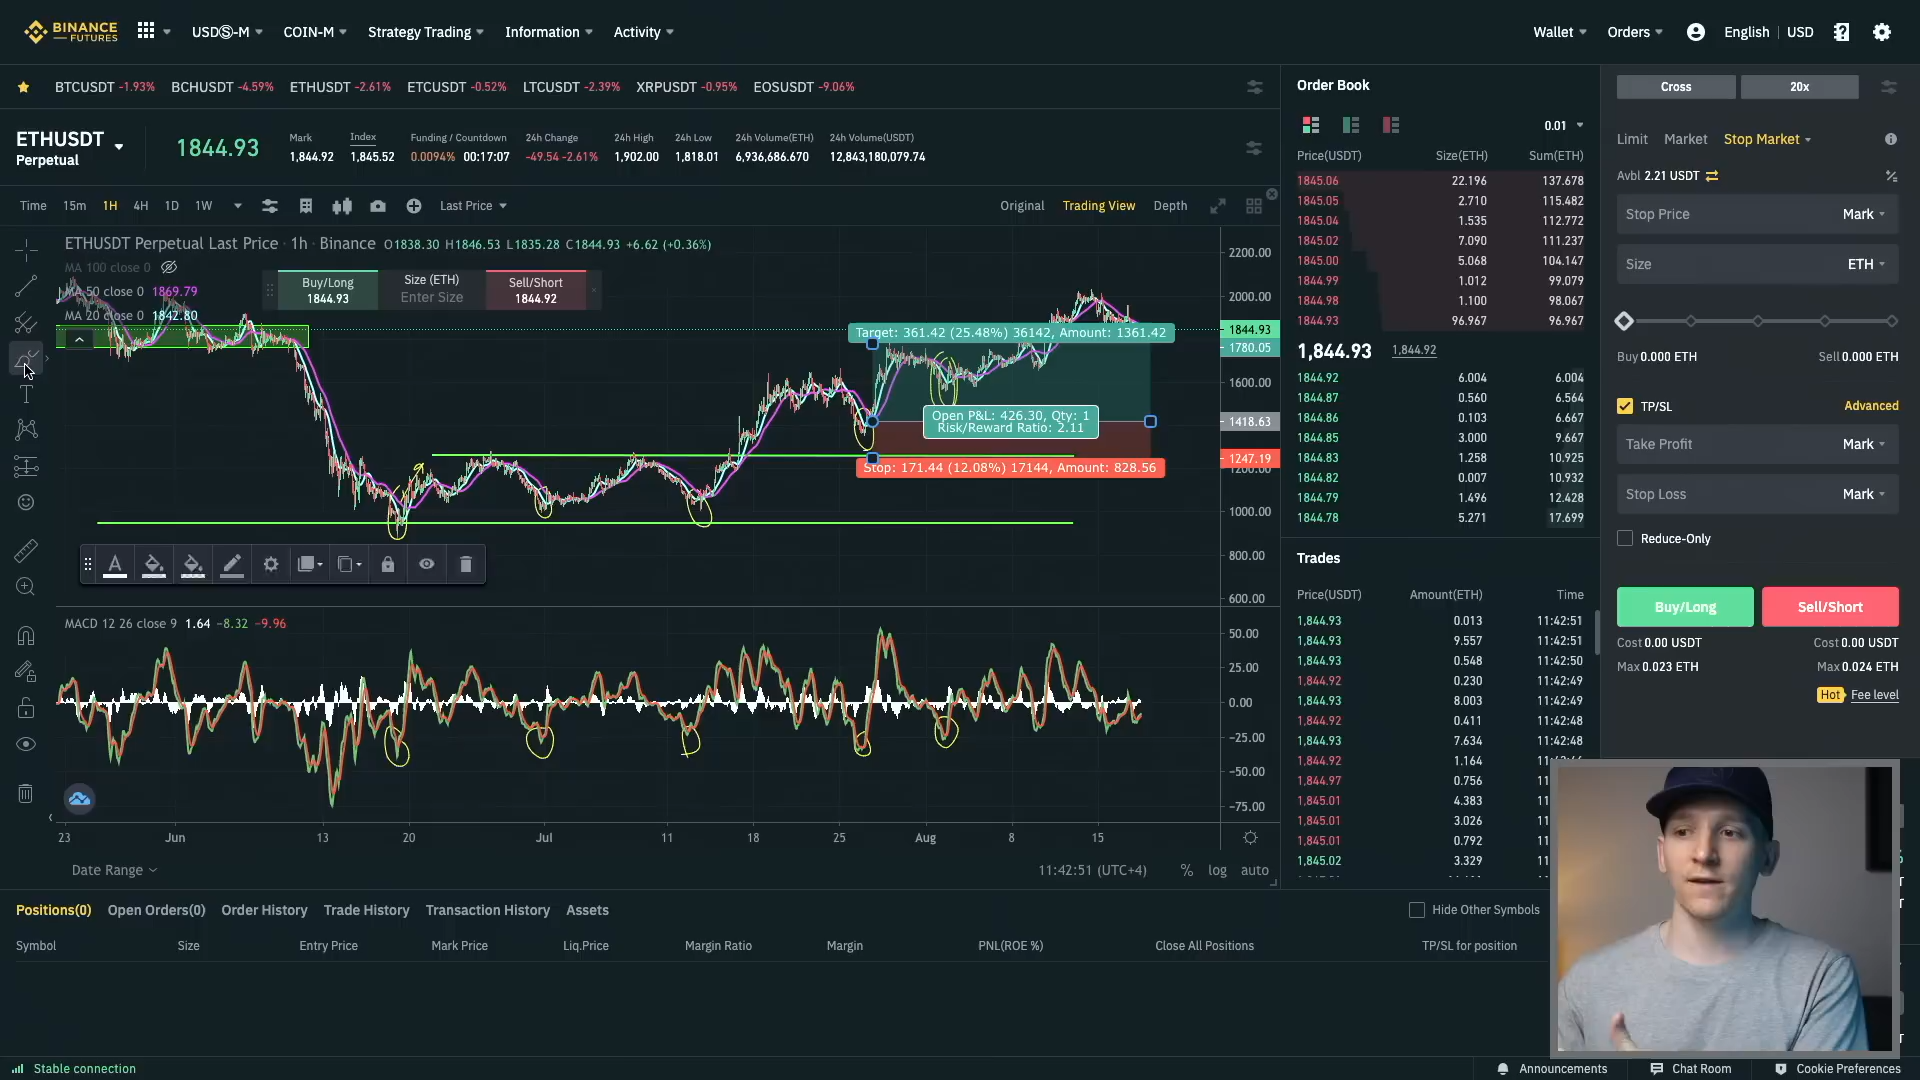 BINANCE
FUTURES
USDⓈ-M
COIN-M
Strategy Trading
Information
Activity
Wallet
Orders
English | USD
BTCUSDT -1.93%
BCHUSDT -4.59%
ETHUSDT -2.61%
ETCUSDT -0.52%
LTCUSDT -2.39%
XRPUSDT -0.95%
EOSUSDT -9.06%
ETHUSDT
Perpetual
1844.93
Mark
1,844.92
Index
1,845.52
Funding / Countdown
0.0094% 00:17:07
24h Change
-49.54 -2.61%
24h High
1,902.00
24h Low
1,818.01
24h Volume(ETH)
6,936,686.670
24h Volume(USDT)
12,843,180,079.74
Time 15m 1H 4H 1D 1W
Last Price
Original Trading View Depth
ETHUSDT Perpetual Last Price · 1h · Binance O1838.30 H1846.53 L1835.28 C1844.93 +6.62 (+0.36%)
MA 100 close 0
MA 50 close 0 1869.79
MA 20 close 0 1842.80
Buy/Long
1844.93
Size (ETH)
Enter Size
Sell/Short
1844.92
Target: 361.42 (25.48%) 36142, Amount: 1361.42
Open P&L: 426.30, Qty: 1
Risk/Reward Ratio: 2.11
Stop: 171.44 (12.08%) 17144, Amount: 828.56
2200.00
2000.00
1844.93
1780.05
1600.00
1418.63
1247.19
1200.00
1000.00
800.00
600.00
MACD 12 26 close 9 1.64 −8.32 −9.96
50.00
25.00
0.00
−25.00
−50.00
−75.00
23 Jun 13 20 Jul 11 18 25 Aug 8 15
Date Range
11:42:51 (UTC+4)
% log auto
Positions(0) Open Orders(0) Order History Trade History Transaction History Assets
Hide Other Symbols
Symbol Size Entry Price Mark Price Liq.Price Margin Ratio Margin PNL(ROE %) Close All Positions TP/SL for position
Order Book
0.01
Price(USDT) Size(ETH) Sum(ETH)
1845.06 22.196 137.678
1845.05 2.710 115.482
1845.04 1.535 112.772
1845.02 7.090 111.237
1845.00 5.068 104.147
1844.99 1.012 99.079
1844.98 1.100 98.067
1844.93 96.967 96.967
1,844.93 1,844.92
1844.92 6.004 6.004
1844.87 0.560 6.564
1844.86 0.103 6.667
1844.85 3.000 9.667
1844.83 1.258 10.925
1844.82 0.007 10.932
1844.79 1.496 12.428
1844.78 5.271 17.699
Trades
Price(USDT) Amount(ETH) Time
1,844.93 0.013 11:42:51
1,844.93 9.557 11:42:51
1,844.93 0.548 11:42:50
1,844.92 0.230 11:42:49
1,844.93 8.003 11:42:49
1,844.92 0.411 11:42:48
1,844.93 7.634 11:42:48
1,844.92 1.164
1,844.97 0.756
1,845.01 4.383
1,845.01 3.026
1,845.01 0.792
1,845.02 3.329
Cross 20x
Limit Market Stop Market
Avbl 2.21 USDT
Stop Price Mark
Size ETH
Buy 0.000 ETH Sell 0.000 ETH
TP/SL Advanced
Take Profit Mark
Stop Loss Mark
Reduce-Only
Buy/Long Sell/Short
Cost 0.00 USDT Cost 0.00 USDT
Max 0.023 ETH Max 0.024 ETH
Hot Fee level
Stable connection
Announcements
Chat Room
Cookie Preferences